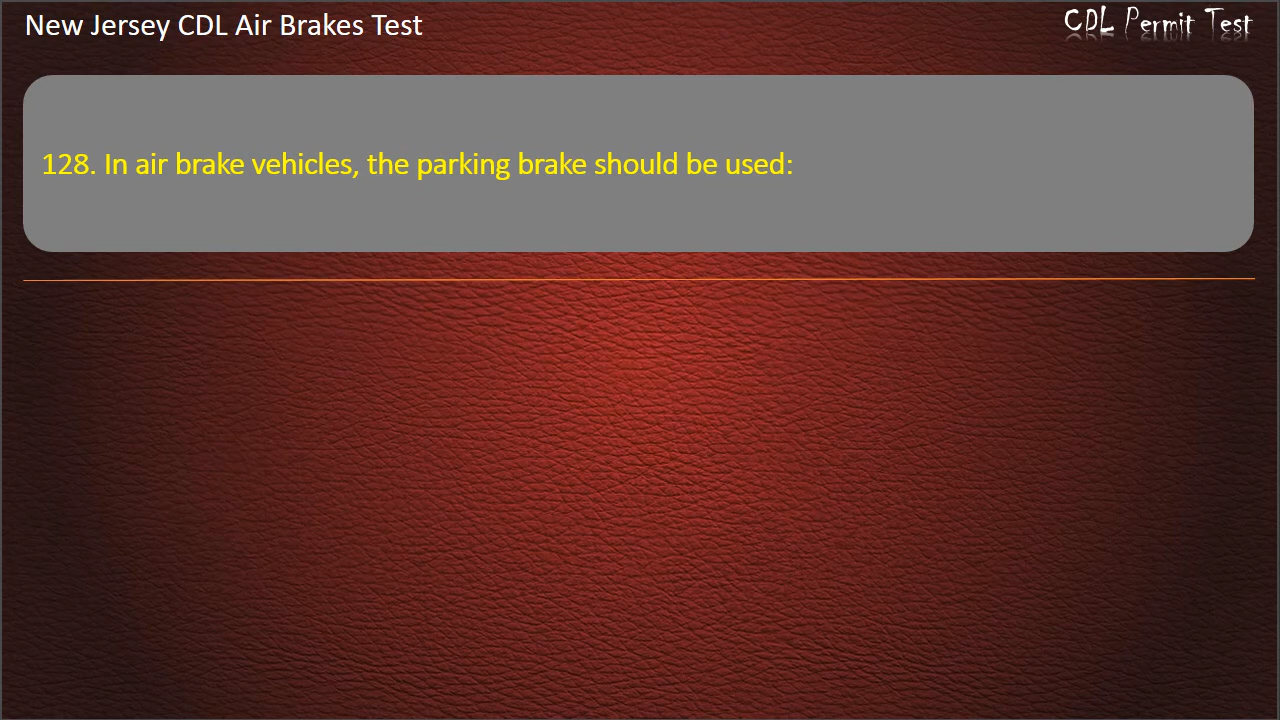 New Jersey CDL Air Brakes Test
CDL Permit Test
128. In air brake vehicles, the parking brake should be used: